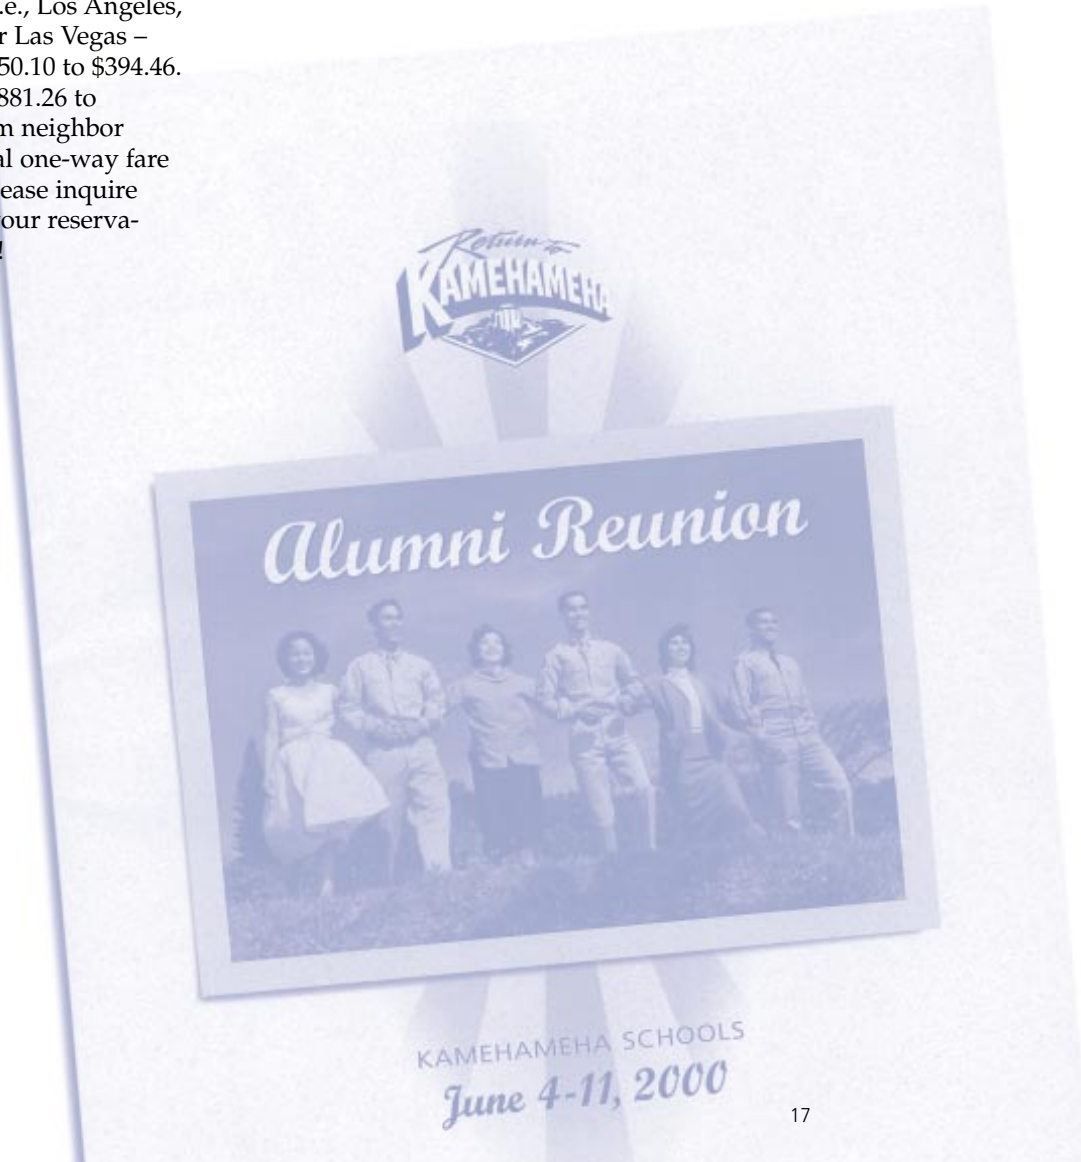 .e., Los Angeles,
r Las Vegas –
50.10 to $394.46.
881.26 to
m neighbor
al one-way fare
ease inquire
our reserva-
!
Return to
KAMEHAMEHA
Alumni Reunion
KAMEHAMEHA SCHOOLS
June 4-11, 2000
17